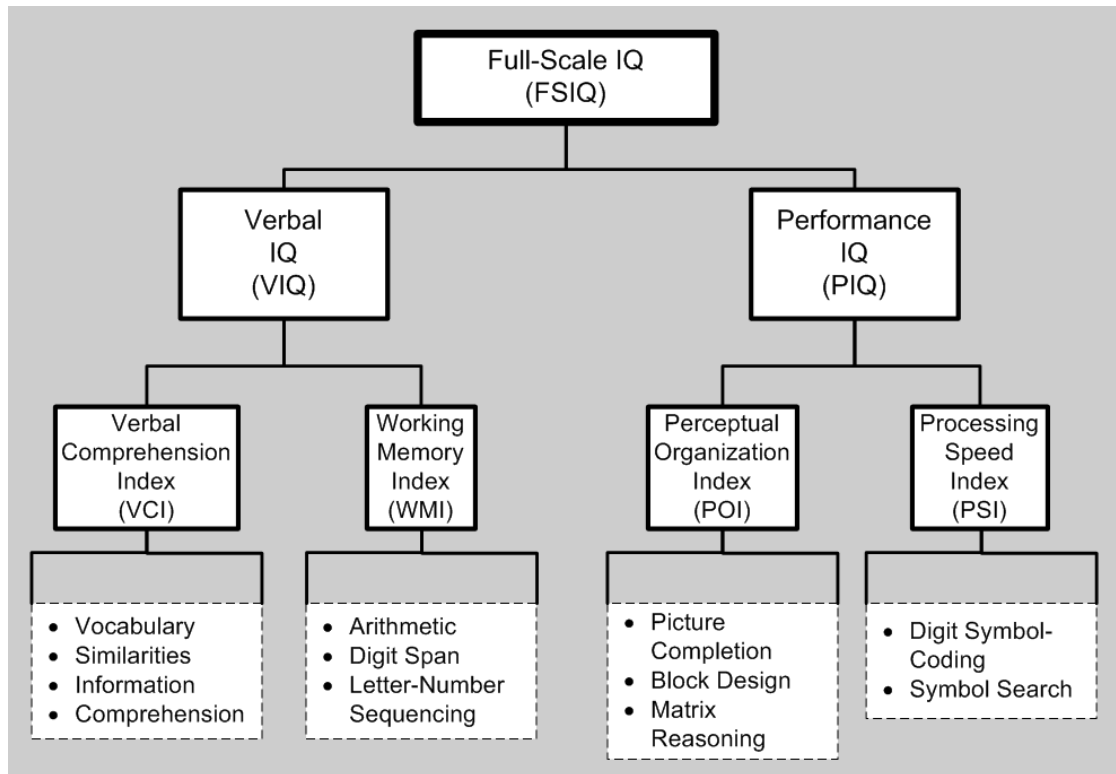 Full-Scale IQ
(FSIQ)
Verbal
IQ
(VIQ)
Performance
IQ
(PIQ)
Verbal
Comprehension
Index
(VCI)
Working
Memory
Index
(WMI)
Perceptual
Organization
Index
(POI)
Processing
Speed
Index
(PSI)
• Vocabulary
• Similarities
• Information
• Comprehension
• Arithmetic
• Digit Span
• Letter-Number
Sequencing
• Picture
Completion
• Block Design
• Matrix
Reasoning
• Digit Symbol-
Coding
• Symbol Search